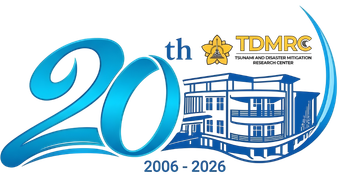 20th
TDMRC
TSUNAMI AND DISASTER MITIGATION
RESEARCH CENTER
2006 - 2026